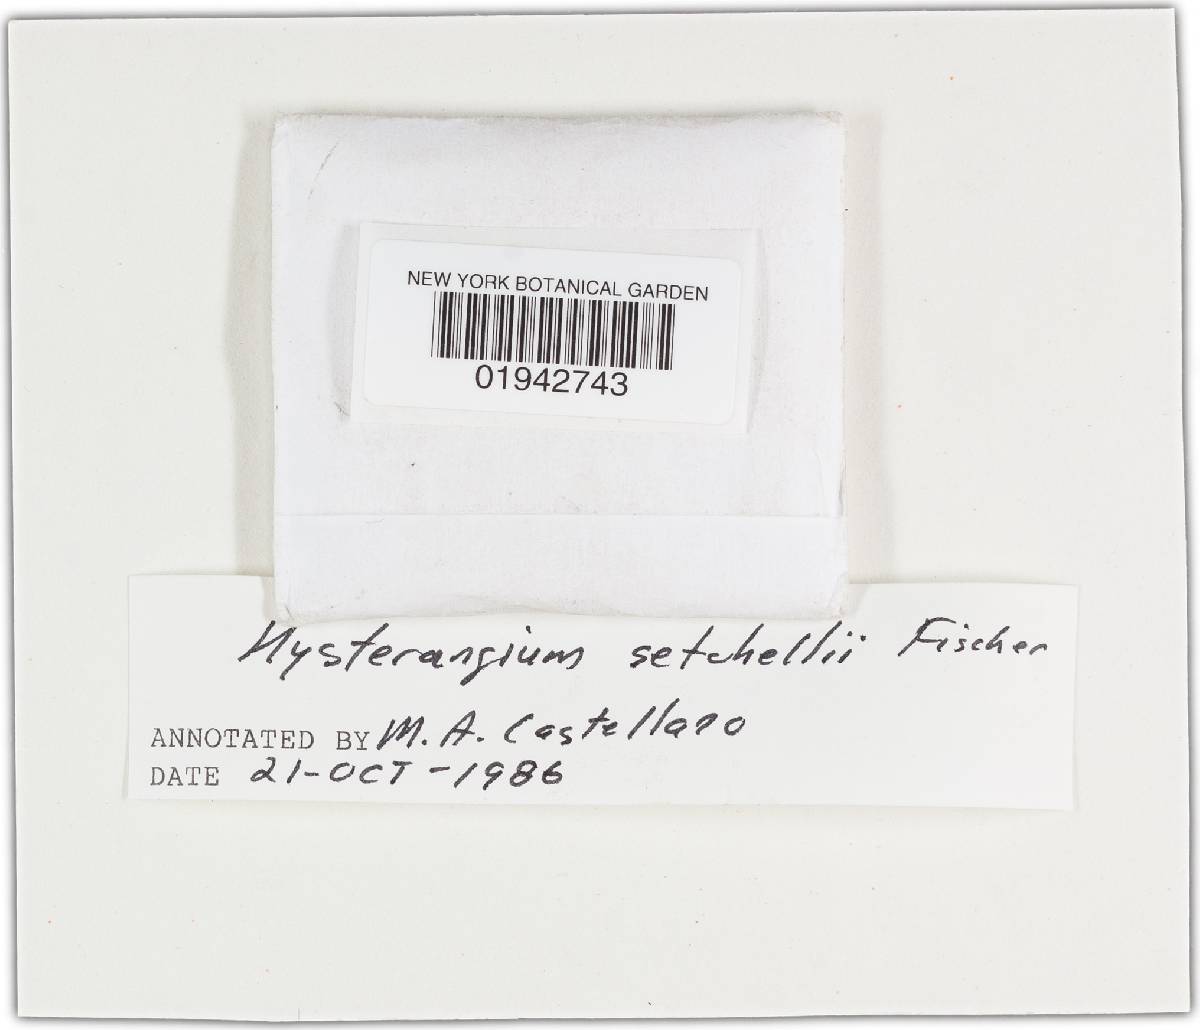 NEW YORK BOTANICAL GARDEN
01942743
Hysterangium setchellii Fischer
ANNOTATED BY M. A. Castellano
DATE 21-OCT-1986